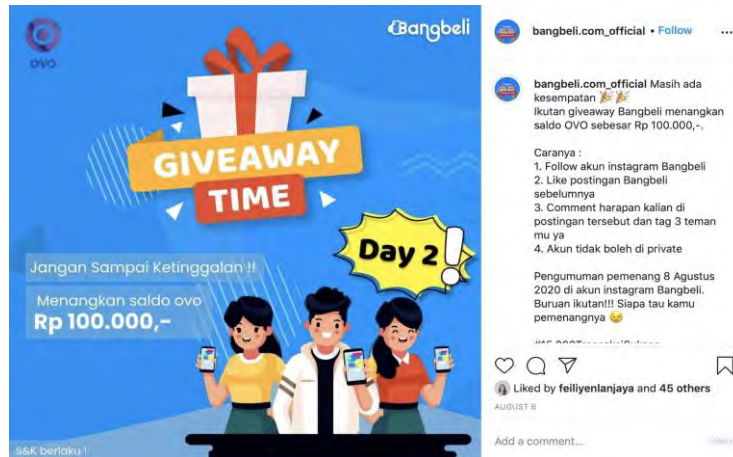 OVO
Bangbeli
GIVEAWAY
TIME
Day 2!
Jangan Sampai Ketinggalan !!
Menangkan saldo ovo
Rp 100.000,-
S&K berlaku !
bangbeli.com_official • Follow
bangbeli.com_official Masih ada
kesempatan 🎉🎉
Ikutan giveaway Bangbeli menangkan
saldo OVO sebesar Rp 100.000,-.
Caranya :
1. Follow akun instagram Bangbeli
2. Like postingan Bangbeli
sebelumnya
3. Comment harapan kalian di
postingan tersebut dan tag 3 teman
mu ya
4. Akun tidak boleh di private
Pengumuman pemenang 8 Agustus
2020 di akun instagram Bangbeli.
Buruan ikutan!!! Siapa tau kamu
pemenangnya 😉
Liked by feiliyenlanjaya and 45 others
AUGUST 6
Add a comment...